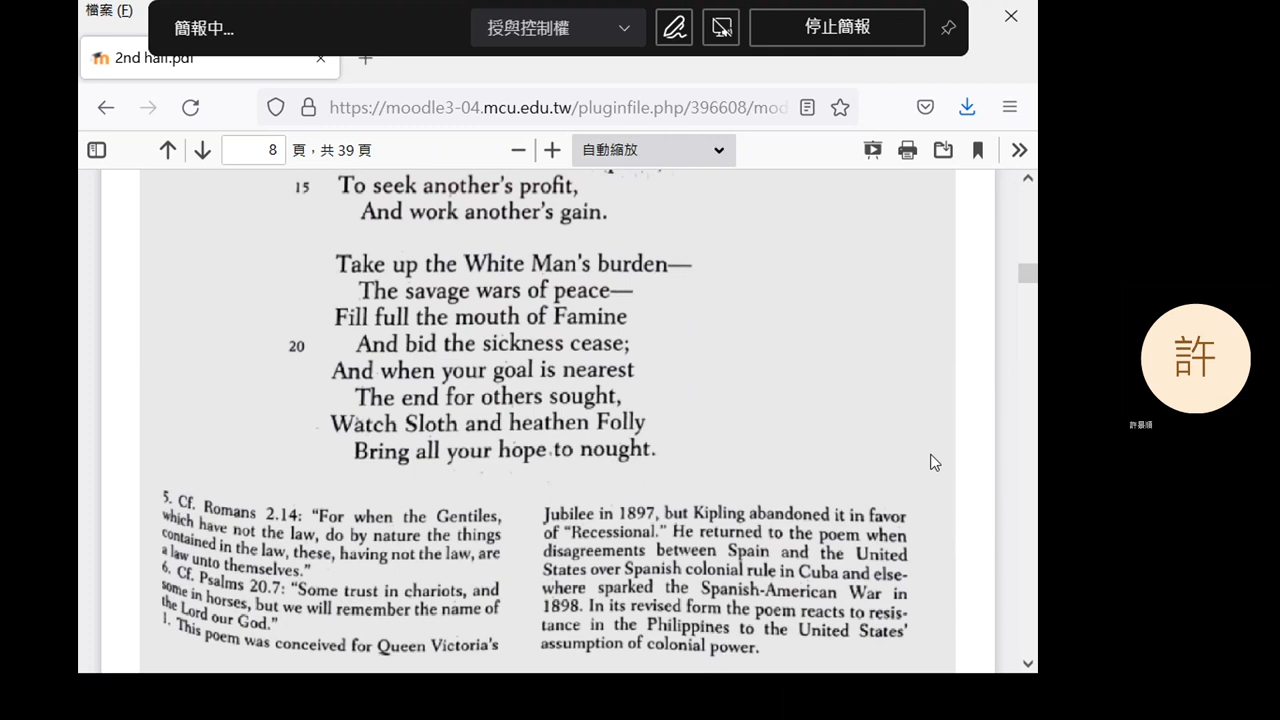 檔案 (F)
簡報中...
授與控制權
停止簡報
2nd half.pdf
https://moodle3-04.mcu.edu.tw/pluginfile.php/396608/mod
8
頁，共 39 頁
自動縮放
15 To seek another's profit,
And work another's gain.
Take up the White Man's burden—
The savage wars of peace—
Fill full the mouth of Famine
20 And bid the sickness cease;
And when your goal is nearest
The end for others sought,
Watch Sloth and heathen Folly
Bring all your hope to nought.
5. Cf. Romans 2.14: "For when the Gentiles,
which have not the law, do by nature the things
contained in the law, these, having not the law, are
a law unto themselves."
6. Cf. Psalms 20.7: "Some trust in chariots, and
some in horses, but we will remember the name of
the Lord our God."
1. This poem was conceived for Queen Victoria's
Jubilee in 1897, but Kipling abandoned it in favor
of "Recessional." He returned to the poem when
disagreements between Spain and the United
States over Spanish colonial rule in Cuba and else-
where sparked the Spanish-American War in
1898. In its revised form the poem reacts to resis-
tance in the Philippines to the United States'
assumption of colonial power.
許
許景順